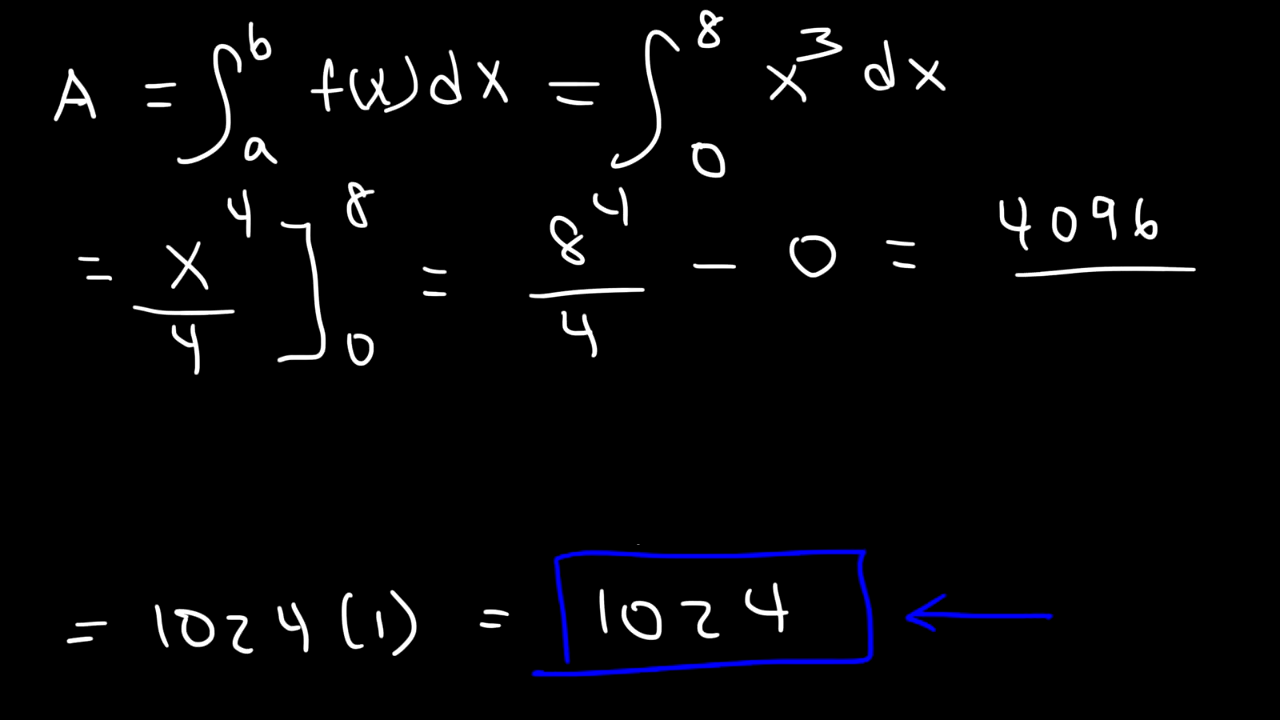 A = ∫_a^b f(x)dx = ∫_0^8 x^3 dx
= x^4/4 ]_0^8 = 8^4/4 - 0 = 4096/
= 1024(1) = 1024 ←